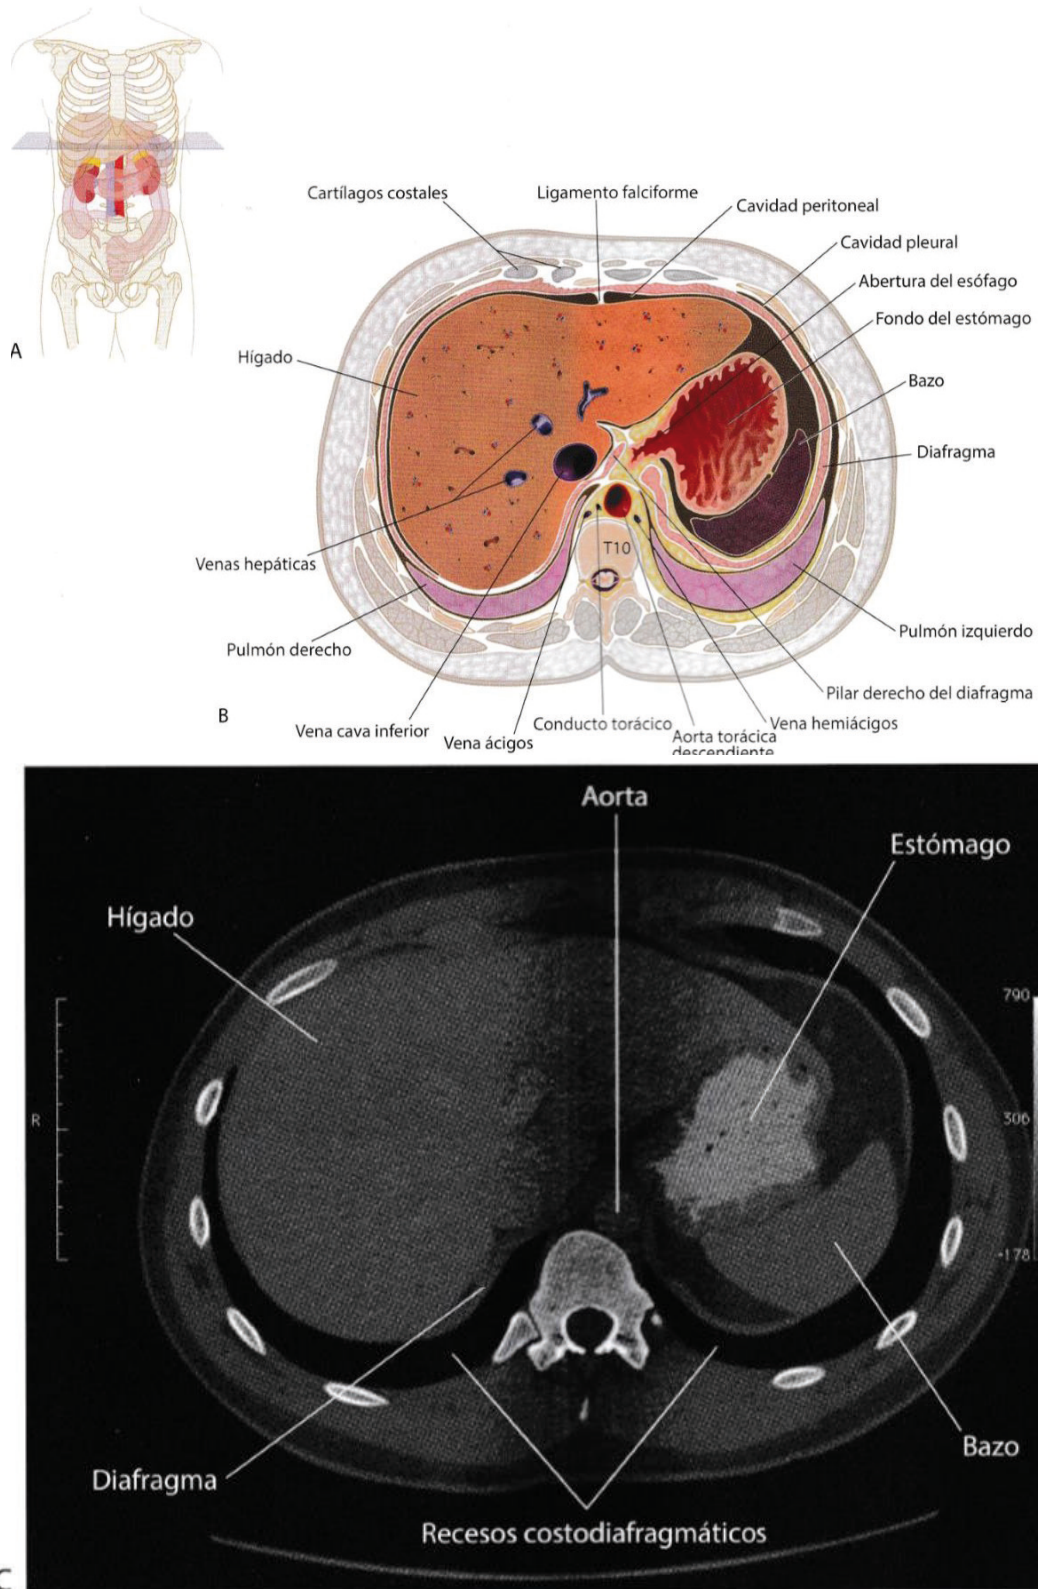 A
Cartílagos costales
Ligamento falciforme
Cavidad peritoneal
Cavidad pleural
Abertura del esófago
Fondo del estómago
Hígado
Bazo
Diafragma
T10
Venas hepáticas
Pulmón derecho
Pulmón izquierdo
Pilar derecho del diafragma
B
Vena cava inferior
Vena ácigos
Conducto torácico
Aorta torácica
descendiente
Vena hemiácigos
Aorta
Estómago
Hígado
790
R
306
-178
Diafragma
Bazo
Recesos costodiafragmáticos
C